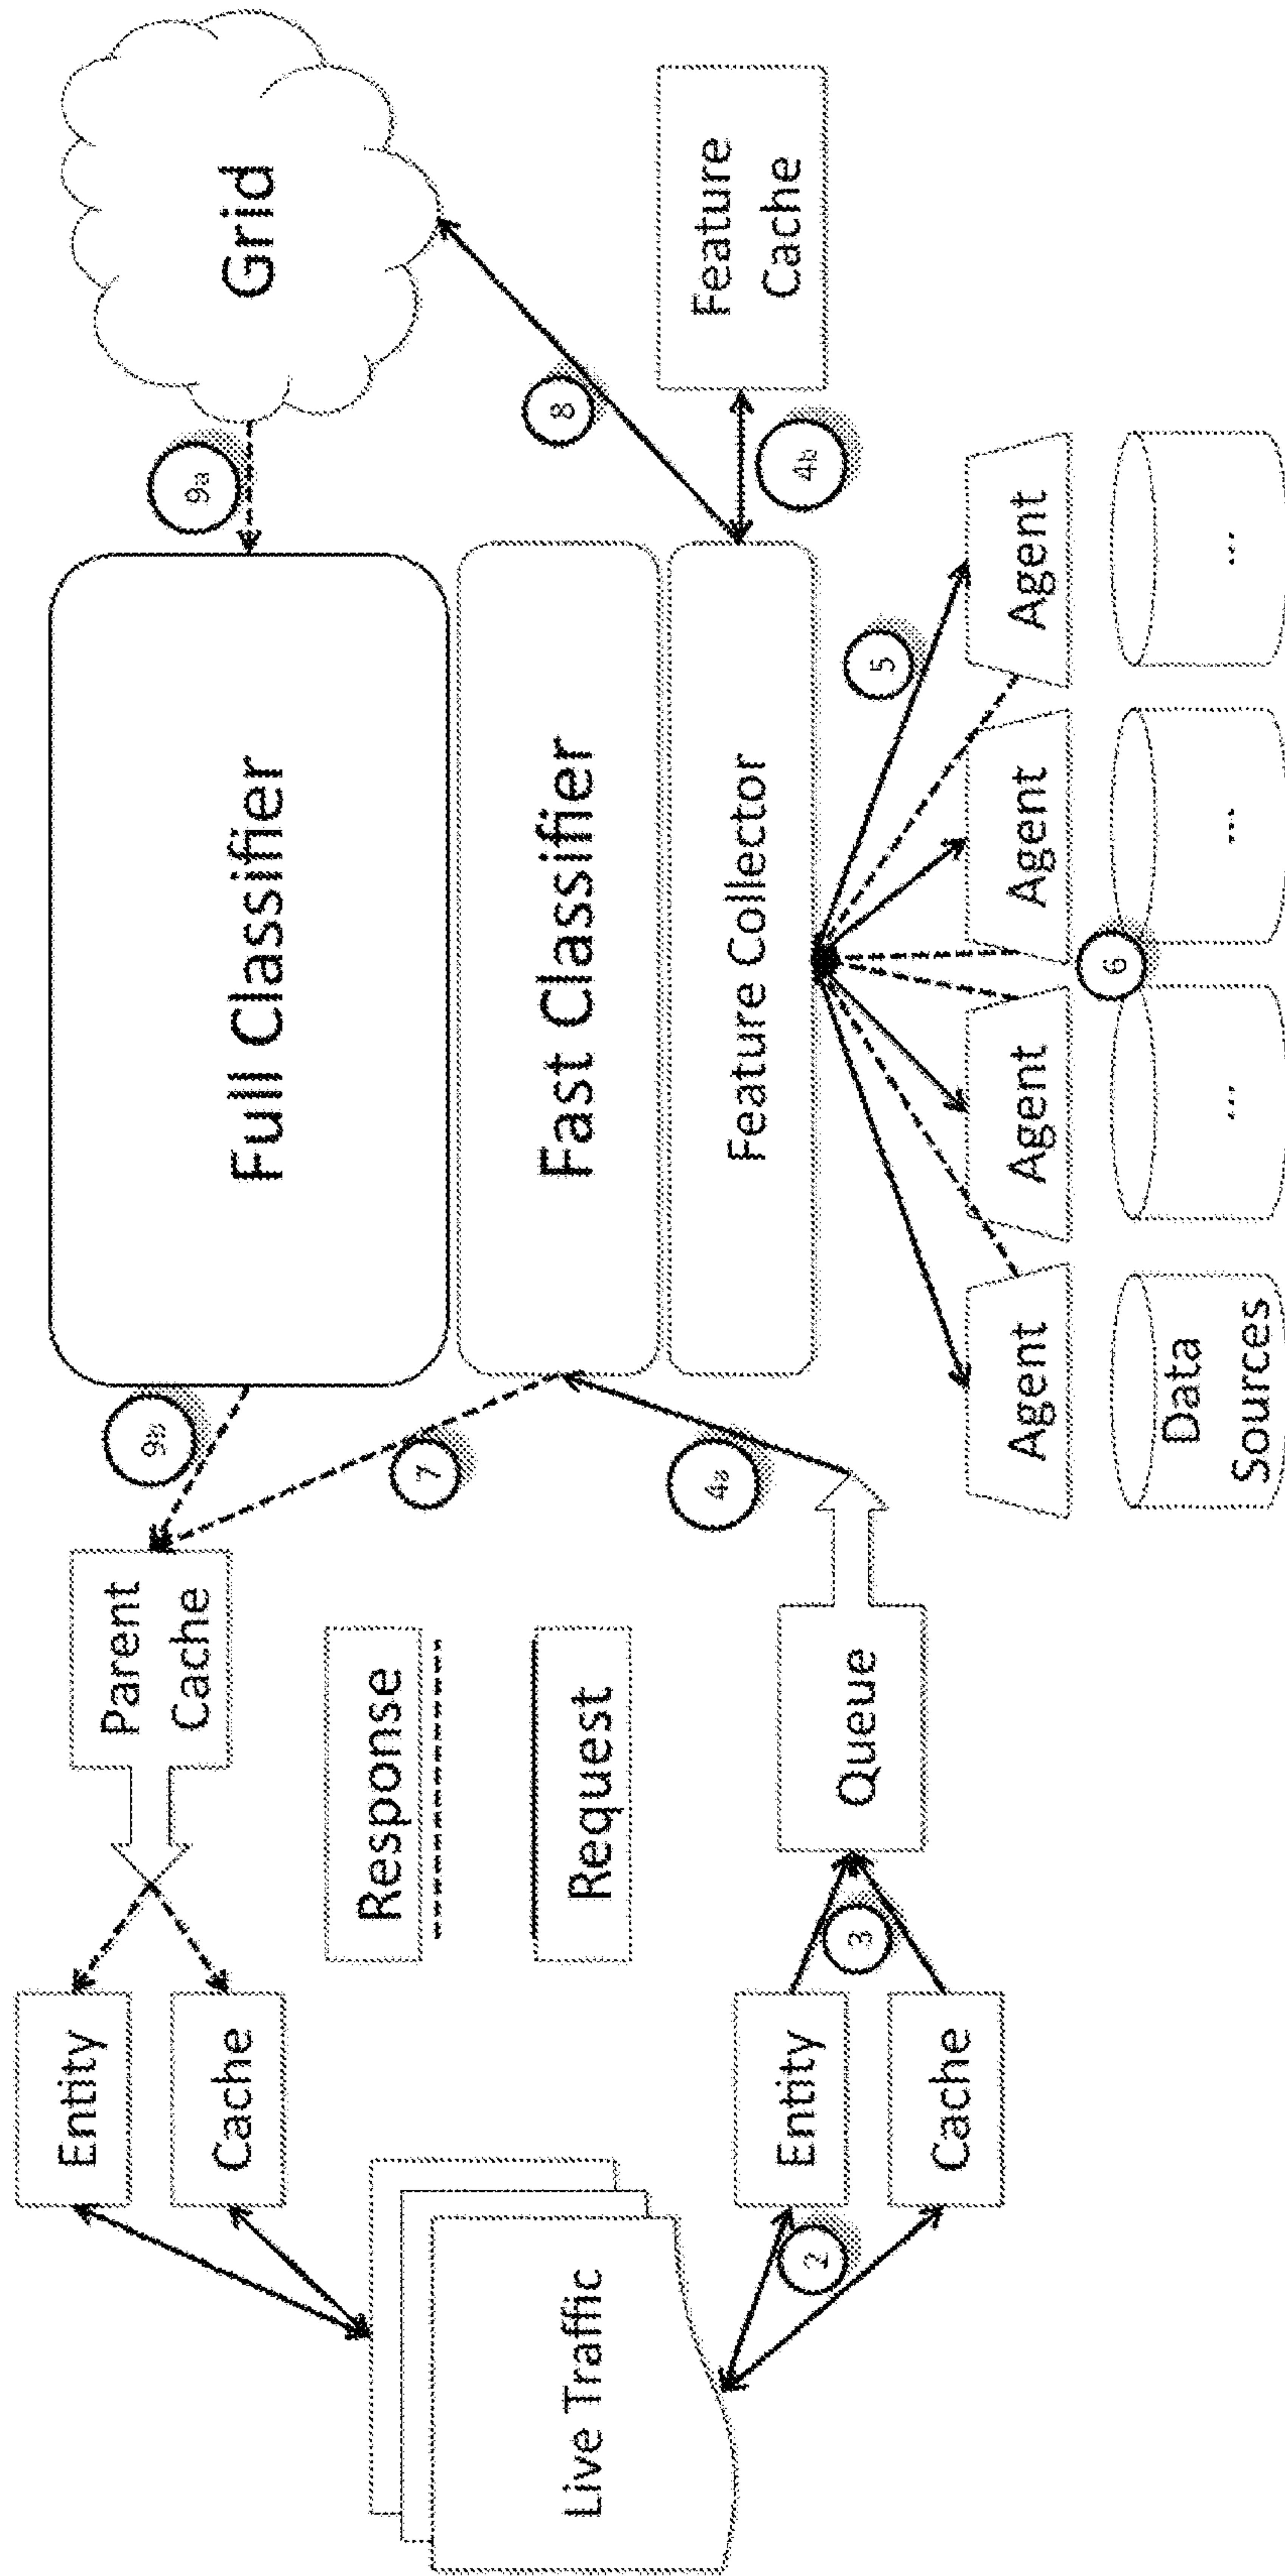 Grid
9a
Full Classifier
9b
Parent
Cache
Entity
Cache
8
Feature
Cache
4b
Fast Classifier
Feature Collector
7
4a
Response
Request
Live Traffic
Queue
3
Entity
Cache
2
5
Agent
Agent
Agent
Agent
6
...
...
...
Data
Sources